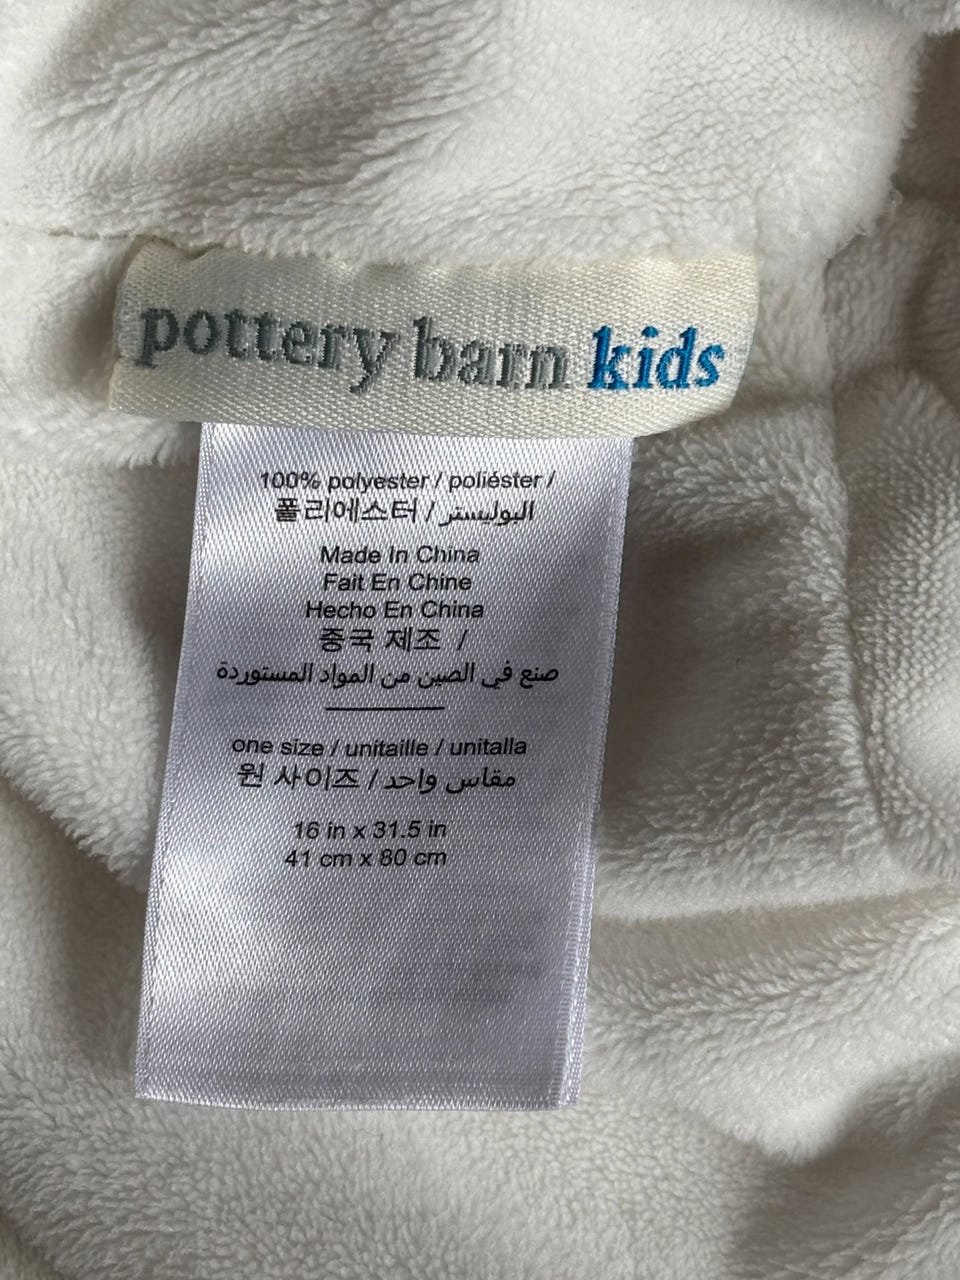 pottery barn kids
100% polyester / poliéster /
폴리에스터 / البوليستر
Made In China
Fait En Chine
Hecho En China
중국 제조 /
صنع في الصين من المواد المستوردة
one size / unitaille / unitalla
원 사이즈 / مقاس واحد
16 in x 31.5 in
41 cm x 80 cm